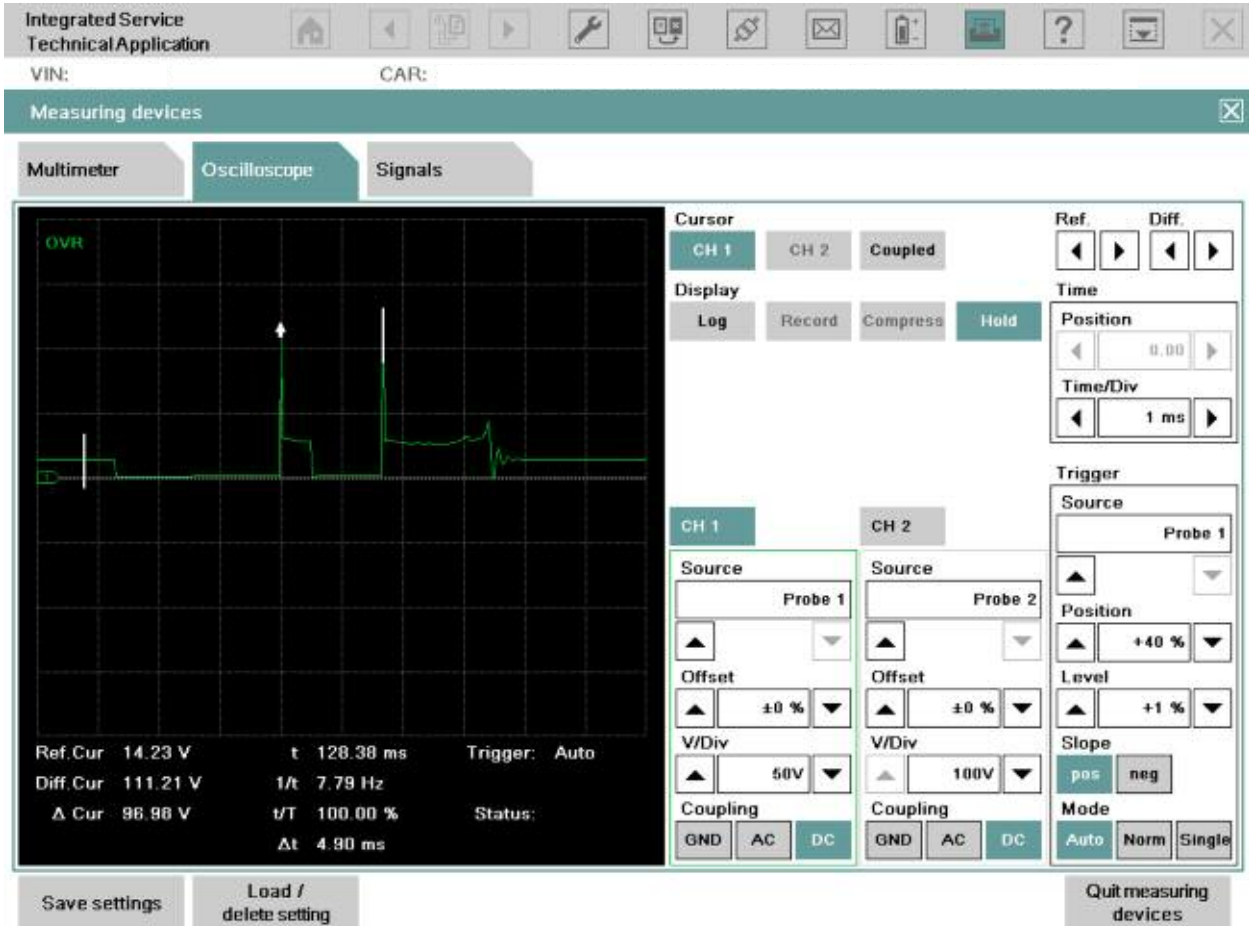 Integrated Service
Technical Application
VIN:
CAR:
Measuring devices
Multimeter
Oscilloscope
Signals
OVR
Cursor
CH 1
CH 2
Coupled
Ref.
Diff.
Display
Log
Record
Compress
Hold
Time
Position
0.00
Time/Div
1 ms
Trigger
Source
Probe 1
Position
+40 %
Level
+1 %
Slope
pos
neg
Mode
Auto
Norm
Single
CH 1
Source
Probe 1
Offset
±0 %
V/Div
50V
Coupling
GND
AC
DC
CH 2
Source
Probe 2
Offset
±0 %
V/Div
100V
Coupling
GND
AC
DC
Ref.Cur 14.23 V t 128.38 ms Trigger: Auto
Diff.Cur 111.21 V 1/t 7.79 Hz
Δ Cur 96.98 V t/T 100.00 % Status:
Δt 4.90 ms
Save settings
Load /
delete setting
Quit measuring
devices